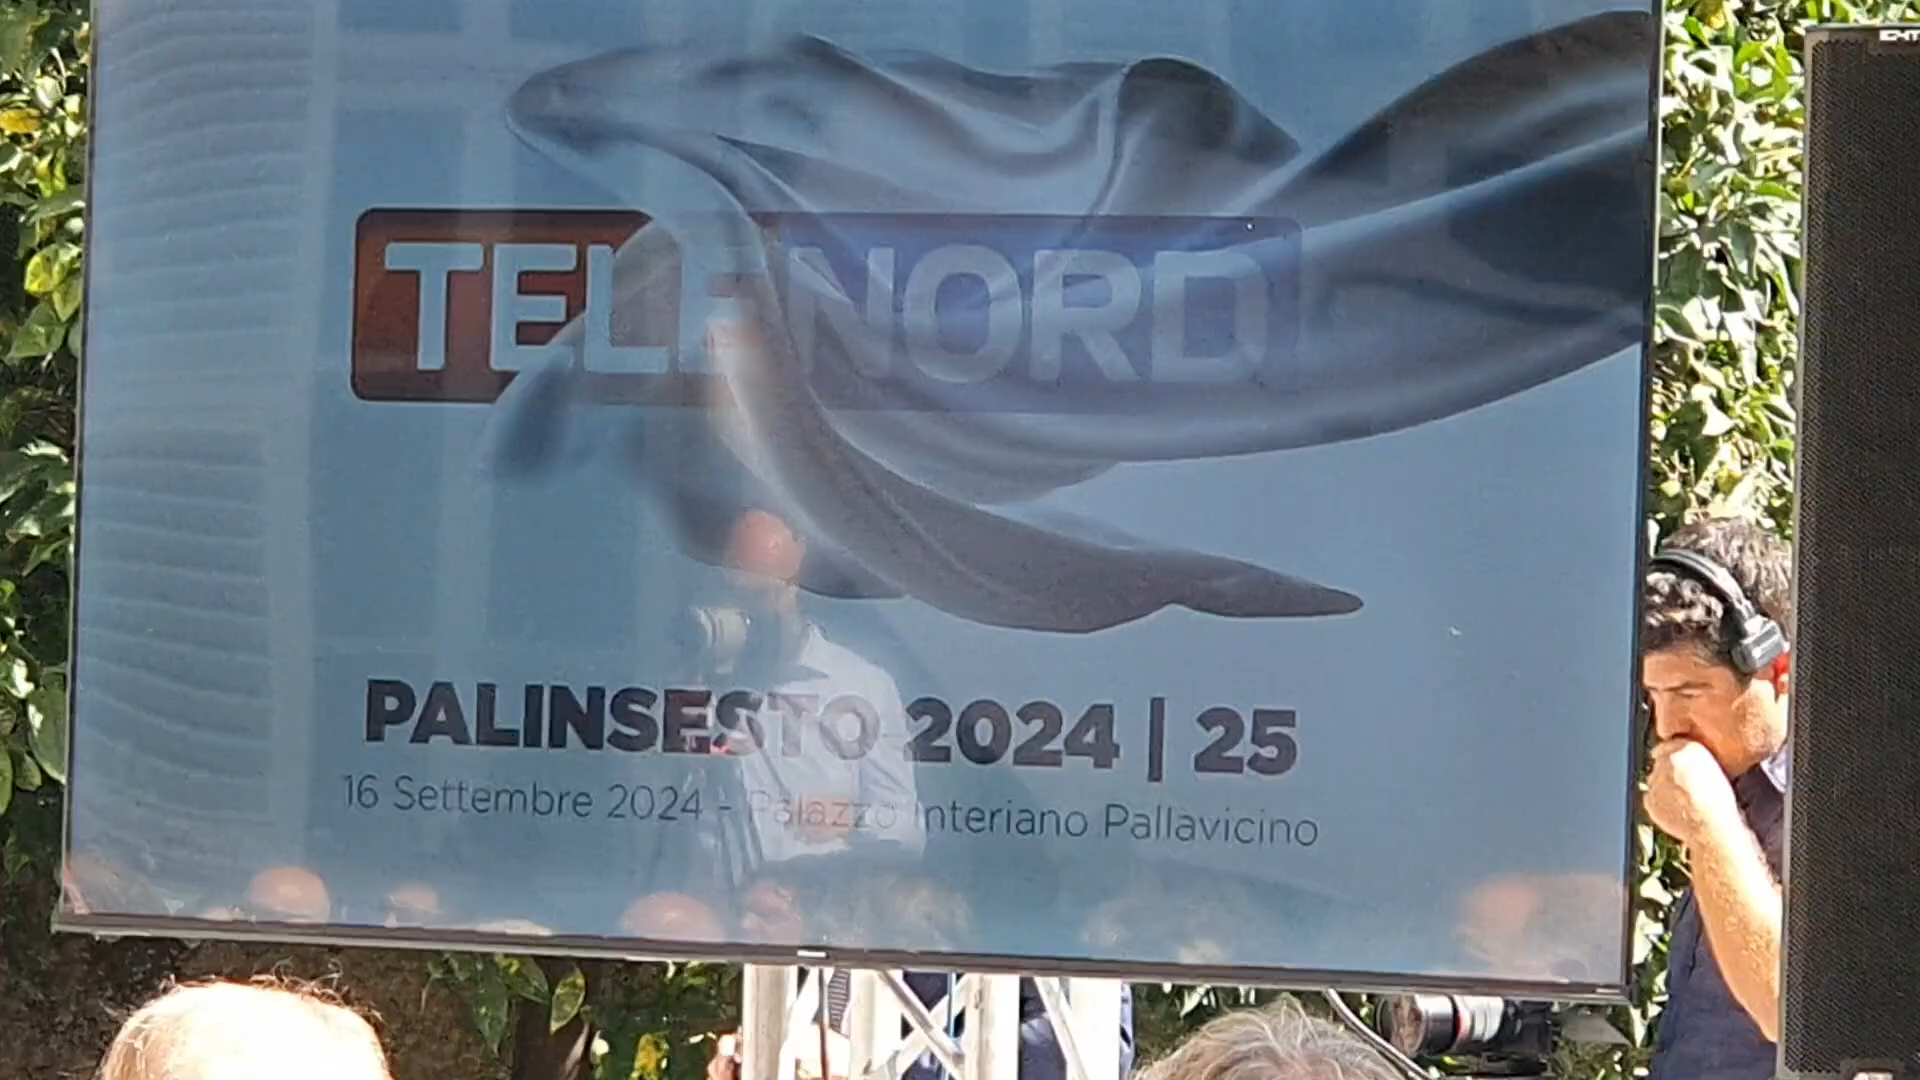 TELENORD
PALINSESTO 2024 | 25
16 Settembre 2024 - Palazzo Interiano Pallavicino